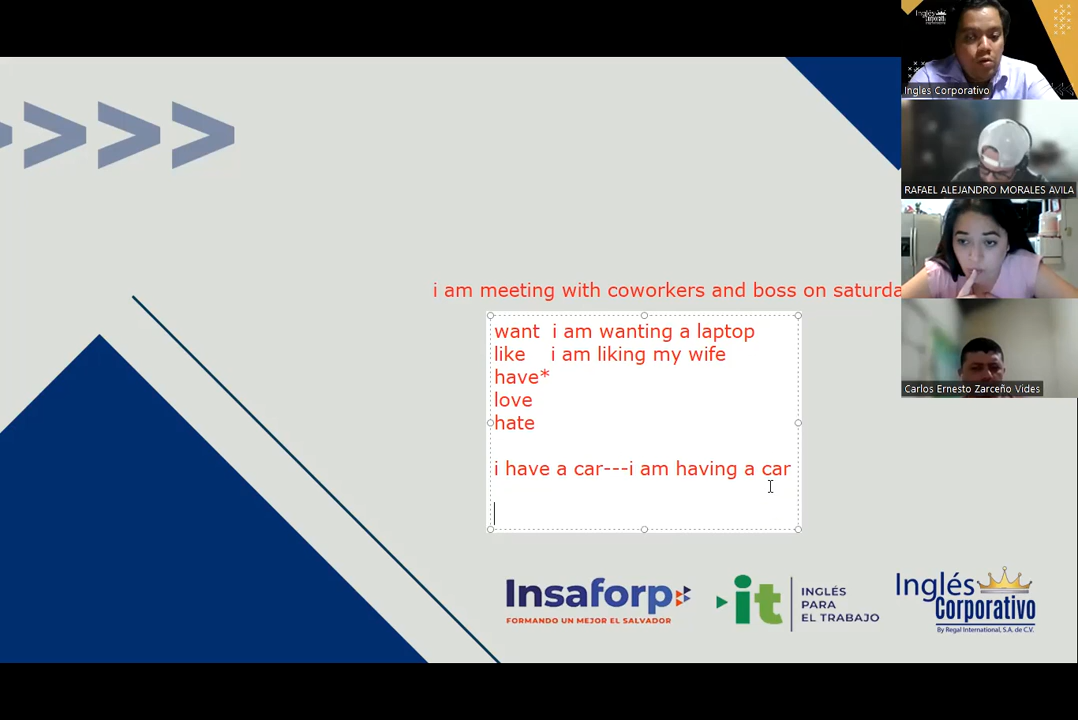 Inglés
Corporativo
Ingles Corporativo
RAFAEL ALEJANDRO MORALES AVILA
Carlos Ernesto Zarceño Vides
i am meeting with coworkers and boss on saturda
want i am wanting a laptop
like i am liking my wife
have*
love
hate
i have a car---i am having a car
Insaforp
FORMANDO UN MEJOR EL SALVADOR
it
INGLÉS
PARA
EL TRABAJO
Inglés
Corporativo
By Regal International, S.A. de C.V.